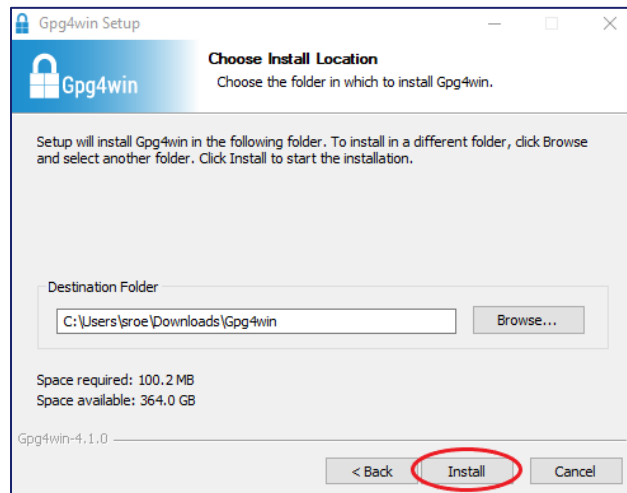 Gpg4win Setup
Choose Install Location
Choose the folder in which to install Gpg4win.
Gpg4win
Setup will install Gpg4win in the following folder. To install in a different folder, click Browse
and select another folder. Click Install to start the installation.
Destination Folder
C:\Users\sroe\Downloads\Gpg4win
Browse...
Space required: 100.2 MB
Space available: 364.0 GB
Gpg4win-4.1.0
< Back Install Cancel